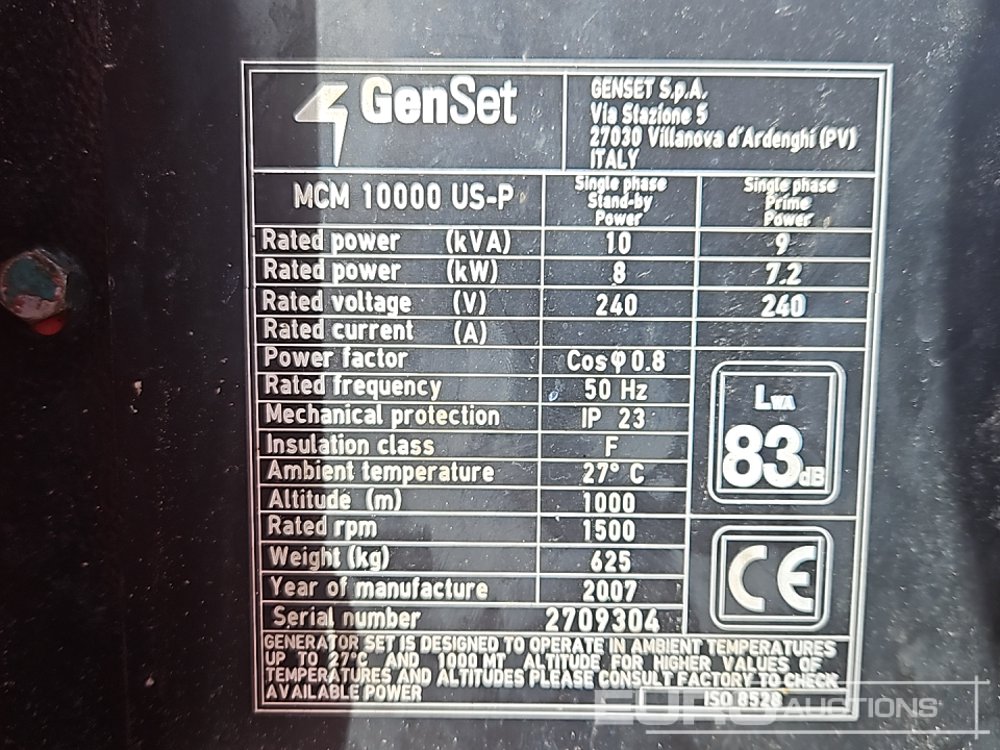 GenSet
GENSET S.p.A.
Via Stazione 5
27030 Villanova d'Ardenghi (PV)
ITALY
MCM 10000 US-P
Single phase
Stand-by
Power
Single phase
Prime
Power
Rated power (kVA) 10 9
Rated power (kW) 8 7.2
Rated voltage (V) 240 240
Rated current (A)
Power factor Cosφ0.8
Rated frequency 50 Hz
Mechanical protection IP 23
Insulation class F
Ambient temperature 27° C
Altitude (m) 1000
Rated rpm 1500
Weight (kg) 625
Year of manufacture 2007
Serial number 2709304
LWA
83dB
CE
GENERATOR SET IS DESIGNED TO OPERATE IN AMBIENT TEMPERATURES
UP TO 27°C AND 1000 MT ALTITUDE. FOR HIGHER VALUES OF
TEMPERATURES AND ALTITUDES PLEASE CONSULT FACTORY TO CHECK
AVAILABLE POWER ISO 8528
EURO AUCTIONS